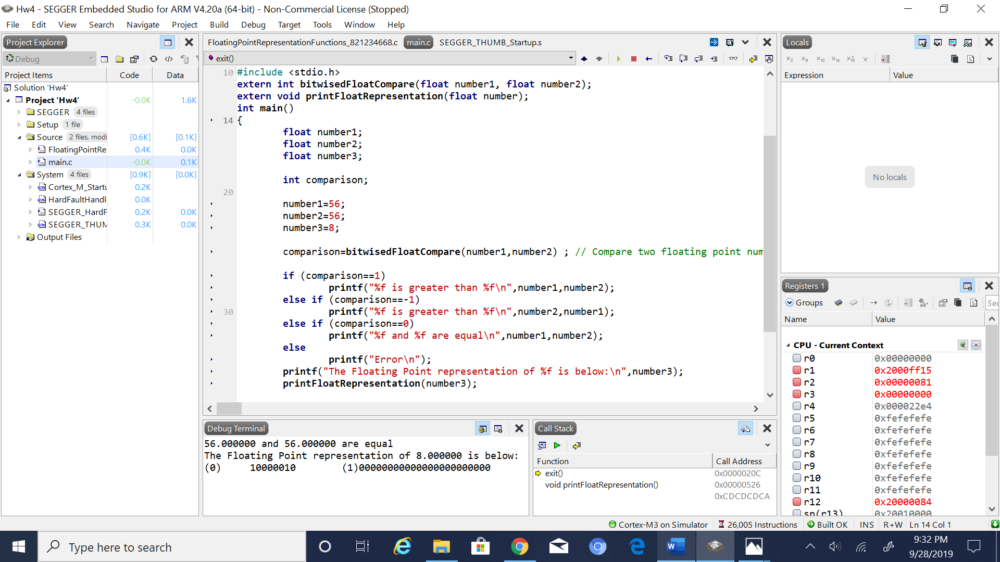 Hw4 - SEGGER Embedded Studio for ARM V4.20a (64-bit) - Non-Commercial License (Stopped)
File Edit View Search Navigate Project Build Debug Target Tools Window Help
Project Explorer
Debug
Project Items Code Data
Solution ‘Hw4’
Project ‘Hw4’ -0.0K 1.6K
SEGGER 4 files
Setup 1 file
Source 2 files, modi [0.6K] [0.1K]
FloatingPointRe 0.4K 0.0K
main.c -0.0K 0.1K
System 4 files [0.9K] [0.0K]
Cortex_M_Startu 0.2K
HardFaultHandl 0.0K
SEGGER_HardF 0.2K 0.0K
SEGGER_THUM 0.3K 0.0K
Output Files
FloatingPointRepresentationFunctions_821234668.c main.c SEGGER_THUMB_Startup.s
exit()
10 #include <stdio.h>
extern int bitwisedFloatCompare(float number1, float number2);
extern void printFloatRepresentation(float number);
int main()
14 {
float number1;
float number2;
float number3;
int comparison;
20
number1=56;
number2=56;
number3=8;
comparison=bitwisedFloatCompare(number1,number2) ; // Compare two floating point num
if (comparison==1)
printf("%f is greater than %f\n",number1,number2);
else if (comparison==-1)
30 printf("%f is greater than %f\n",number2,number1);
else if (comparison==0)
printf("%f and %f are equal\n",number1,number2);
else
printf("Error\n");
printf("The Floating Point representation of %f is below:\n",number3);
printFloatRepresentation(number3);
Debug Terminal
56.000000 and 56.000000 are equal
The Floating Point representation of 8.000000 is below:
(0) 10000010 (1)00000000000000000000000
Call Stack
Function Call Address
exit() 0x0000020C
void printFloatRepresentation() 0x00000526
0xCDCDCDCA
Locals
Expression Value
No locals
Registers 1
Groups Sec
Name Value
CPU - Current Context
r0 0x00000000
r1 0x2000ff15
r2 0x00000081
r3 0x00000000
r4 0x000022e4
r5 0xfefefefe
r6 0xfefefefe
r7 0xfefefefe
r8 0xfefefefe
r9 0xfefefefe
r10 0xfefefefe
r11 0xfefefefe
r12 0x20000084
sp(r13) 0x20010000
Cortex-M3 on Simulator 26,005 Instructions Built OK INS R+W Ln 14 Col 1
Type here to search
9:32 PM
9/28/2019